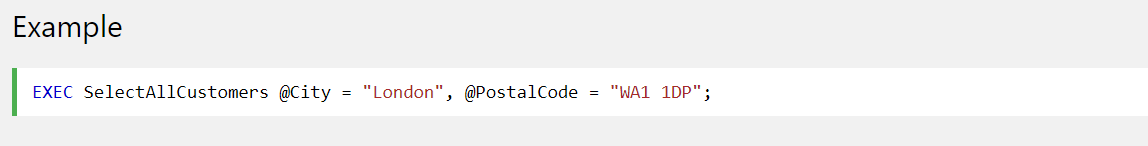 Example
EXEC SelectAllCustomers @City = "London", @PostalCode = "WA1 1DP";